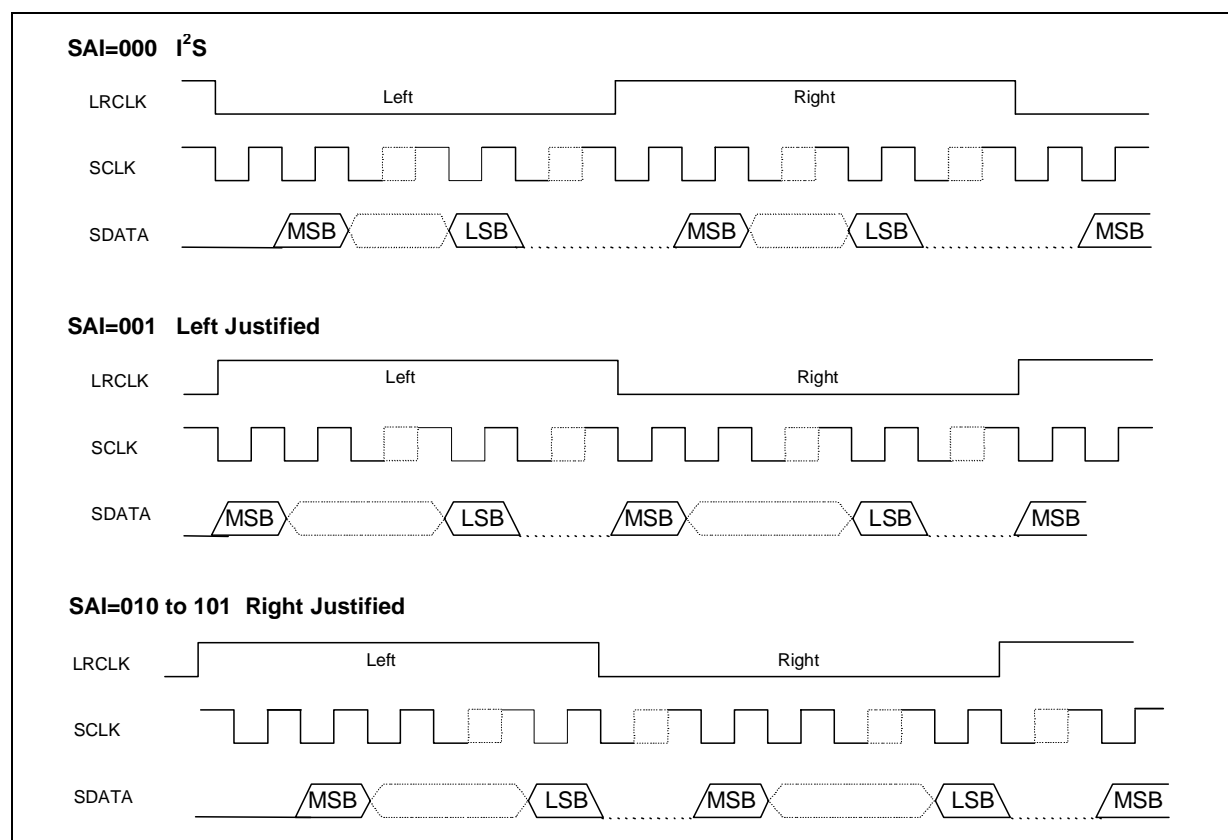 SAI=000 I²S
LRCLK Left Right
SCLK
SDATA MSB LSB MSB LSB MSB
SAI=001 Left Justified
LRCLK Left Right
SCLK
SDATA MSB LSB MSB LSB MSB
SAI=010 to 101 Right Justified
LRCLK Left Right
SCLK
SDATA MSB LSB MSB LSB MSB